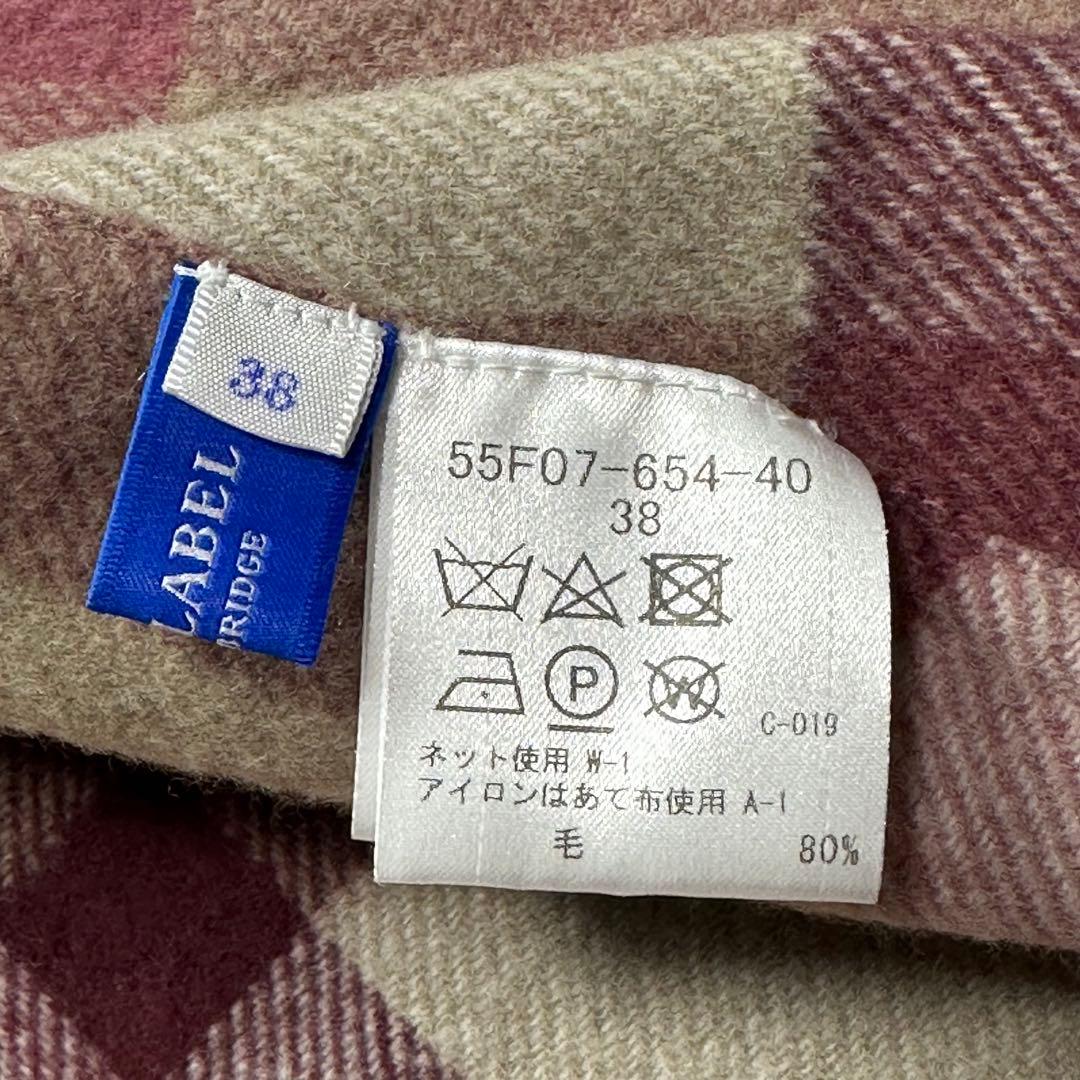 38
LABEL
BRIDGE
55F07-654-40
38
P
W
C-019
ネット使用 W-1
アイロンはあて布使用 A-1
毛 80%